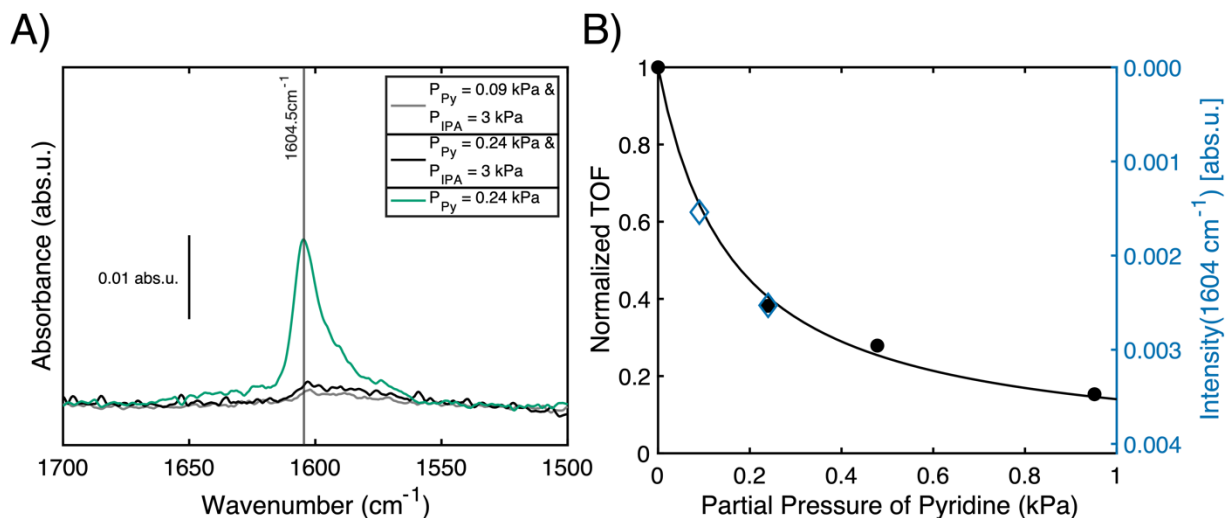 A)
1604.5cm-1
P_Py = 0.09 kPa &
P_IPA = 3 kPa
P_Py = 0.24 kPa &
P_IPA = 3 kPa
P_Py = 0.24 kPa
0.01 abs.u.
Absorbance (abs.u.)
1700 1650 1600 1550 1500
Wavenumber (cm-1)
B)
1
0.8
0.6
0.4
0.2
0
Normalized TOF
0 0.2 0.4 0.6 0.8 1
Partial Pressure of Pyridine (kPa)
0.000
0.001
0.002
0.003
0.004
Intensity(1604 cm-1) [abs.u.]